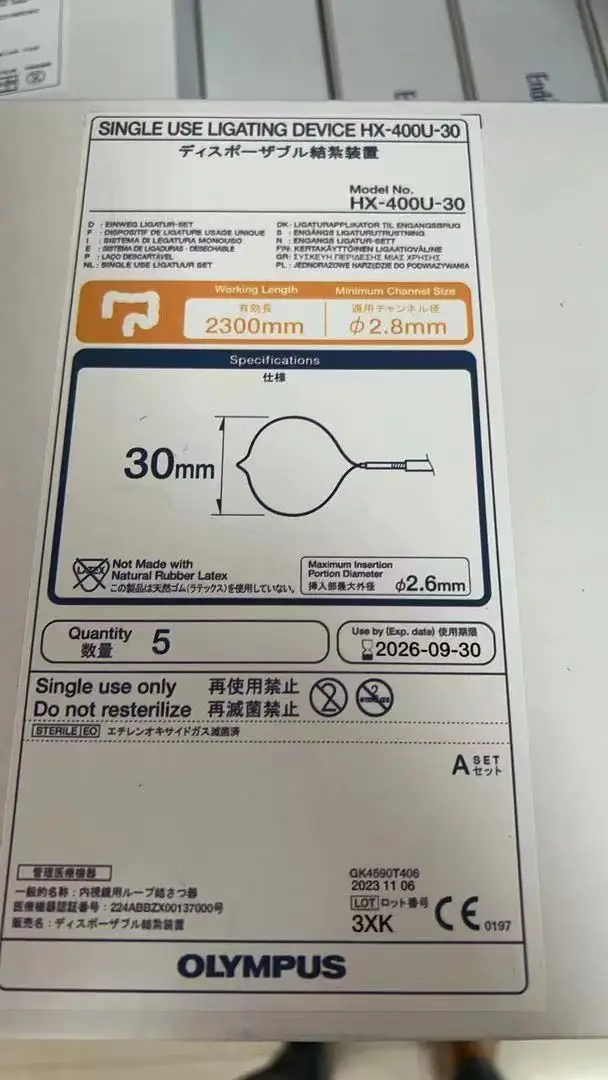 SINGLE USE LIGATING DEVICE HX-400U-30
ディスポーザブル結紮装置
Model No.
HX-400U-30
D : EINWEG LIGATUR-SET
F : DISPOSITIF DE LIGATURE USAGE UNIQUE
I : SISTEMA DI LEGATURA MONOUSO
E : SISTEMA DE LIGADURAS - DESECHABLE
P : LAÇO DESCARTÁVEL
NL : SINGLE USE LIGATUUR SET
DK: LIGATURAPPLIKATOR TIL ENGANGSBRUG
S : ENGÅNGS LIGATURUTRUSTNING
N : ENGANGS LIGATUR-SETT
FIN: KERTAKÄYTTÖINEN LIGAATIOVÄLINE
GR: ΣΥΣΚΕΥΗ ΠΕΡΙΔΕΣΗΣ ΜΙΑΣ ΧΡΗΣΗΣ
PL : JEDNORAZOWE NARZĘDZIE DO PODWIĄZYWANIA
Working Length
有効長
2300mm
Minimum Channel Size
適用チャンネル径
φ2.8mm
Specifications
仕様
30mm
LATEX
Not Made with
Natural Rubber Latex
この製品は天然ゴム(ラテックス)を使用していない。
Maximum Insertion
Portion Diameter
挿入部最大外径 φ2.6mm
Quantity
数量 5
Use by (Exp. date) 使用期限
2026-09-30
Single use only 再使用禁止
Do not resterilize 再滅菌禁止
2
2
STERILE EO エチレンオキサイドガス滅菌済
A SET
セット
管理医療機器
一般的名称：内視鏡用ループ結さつ器
医療機器認証番号：224ABBZX00137000号
販売名：ディスポーザブル結紮装置
GK4590T406
2023 11 06
LOT ロット番号
3XK
CE 0197
OLYMPUS